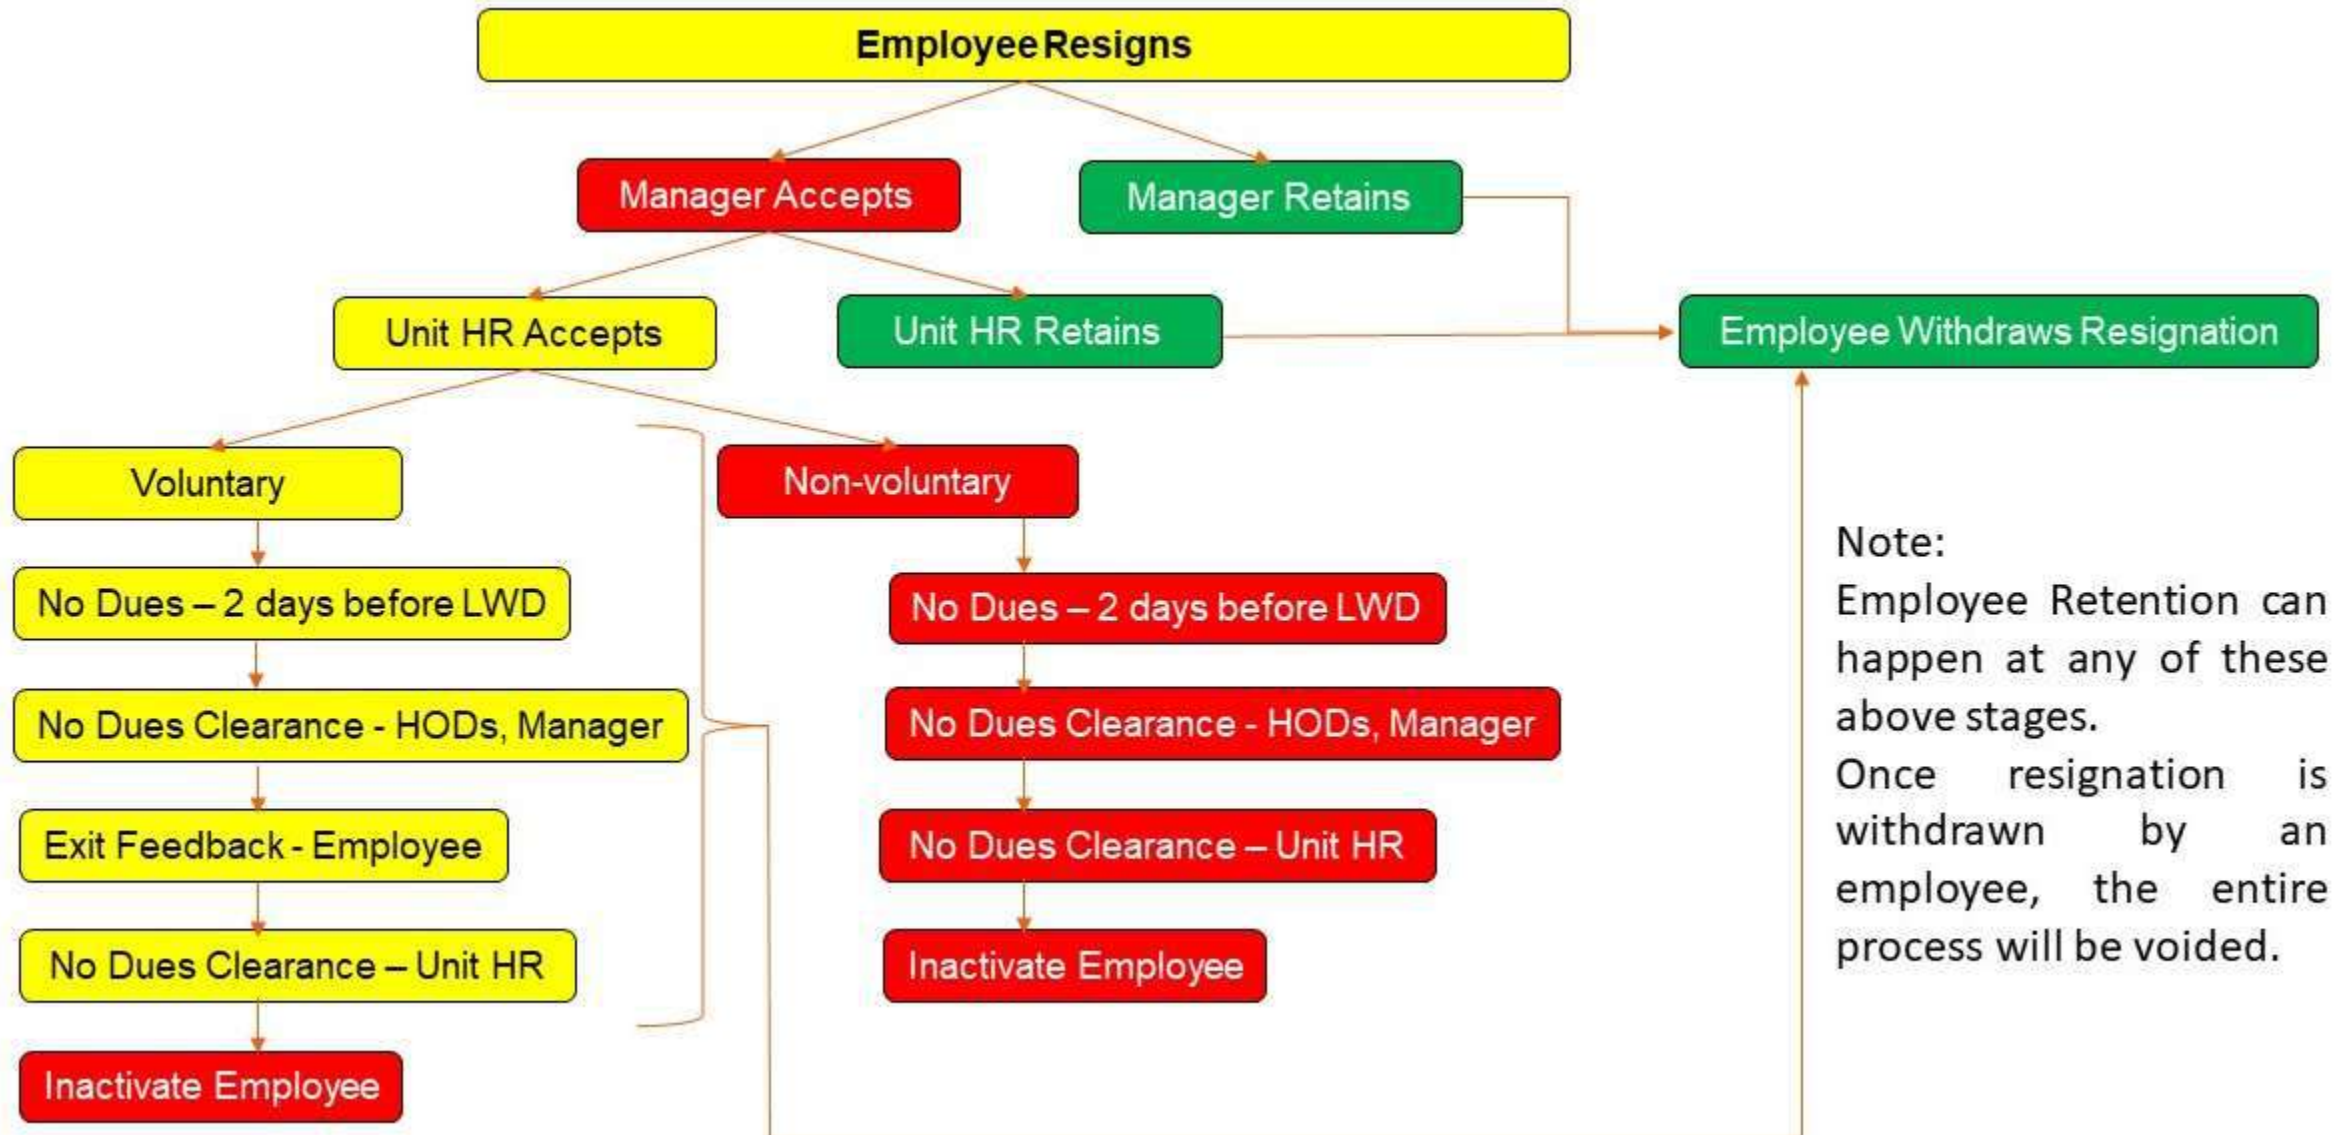 Employee Resigns
Manager Accepts
Manager Retains
Unit HR Accepts
Unit HR Retains
Employee Withdraws Resignation
Voluntary
Non-voluntary
No Dues – 2 days before LWD
No Dues – 2 days before LWD
No Dues Clearance - HODs, Manager
No Dues Clearance - HODs, Manager
Exit Feedback - Employee
No Dues Clearance – Unit HR
No Dues Clearance – Unit HR
Inactivate Employee
Inactivate Employee
Note:
Employee Retention can
happen at any of these
above stages.
Once resignation is
withdrawn by an
employee, the entire
process will be voided.